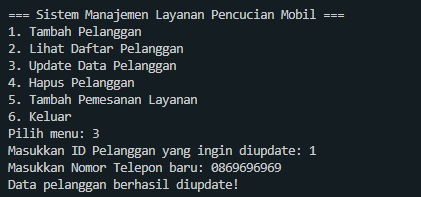 === Sistem Manajemen Layanan Pencucian Mobil ===
1. Tambah Pelanggan
2. Lihat Daftar Pelanggan
3. Update Data Pelanggan
4. Hapus Pelanggan
5. Tambah Pemesanan Layanan
6. Keluar
Pilih menu: 3
Masukkan ID Pelanggan yang ingin diupdate: 1
Masukkan Nomor Telepon baru: 0869696969
Data pelanggan berhasil diupdate!